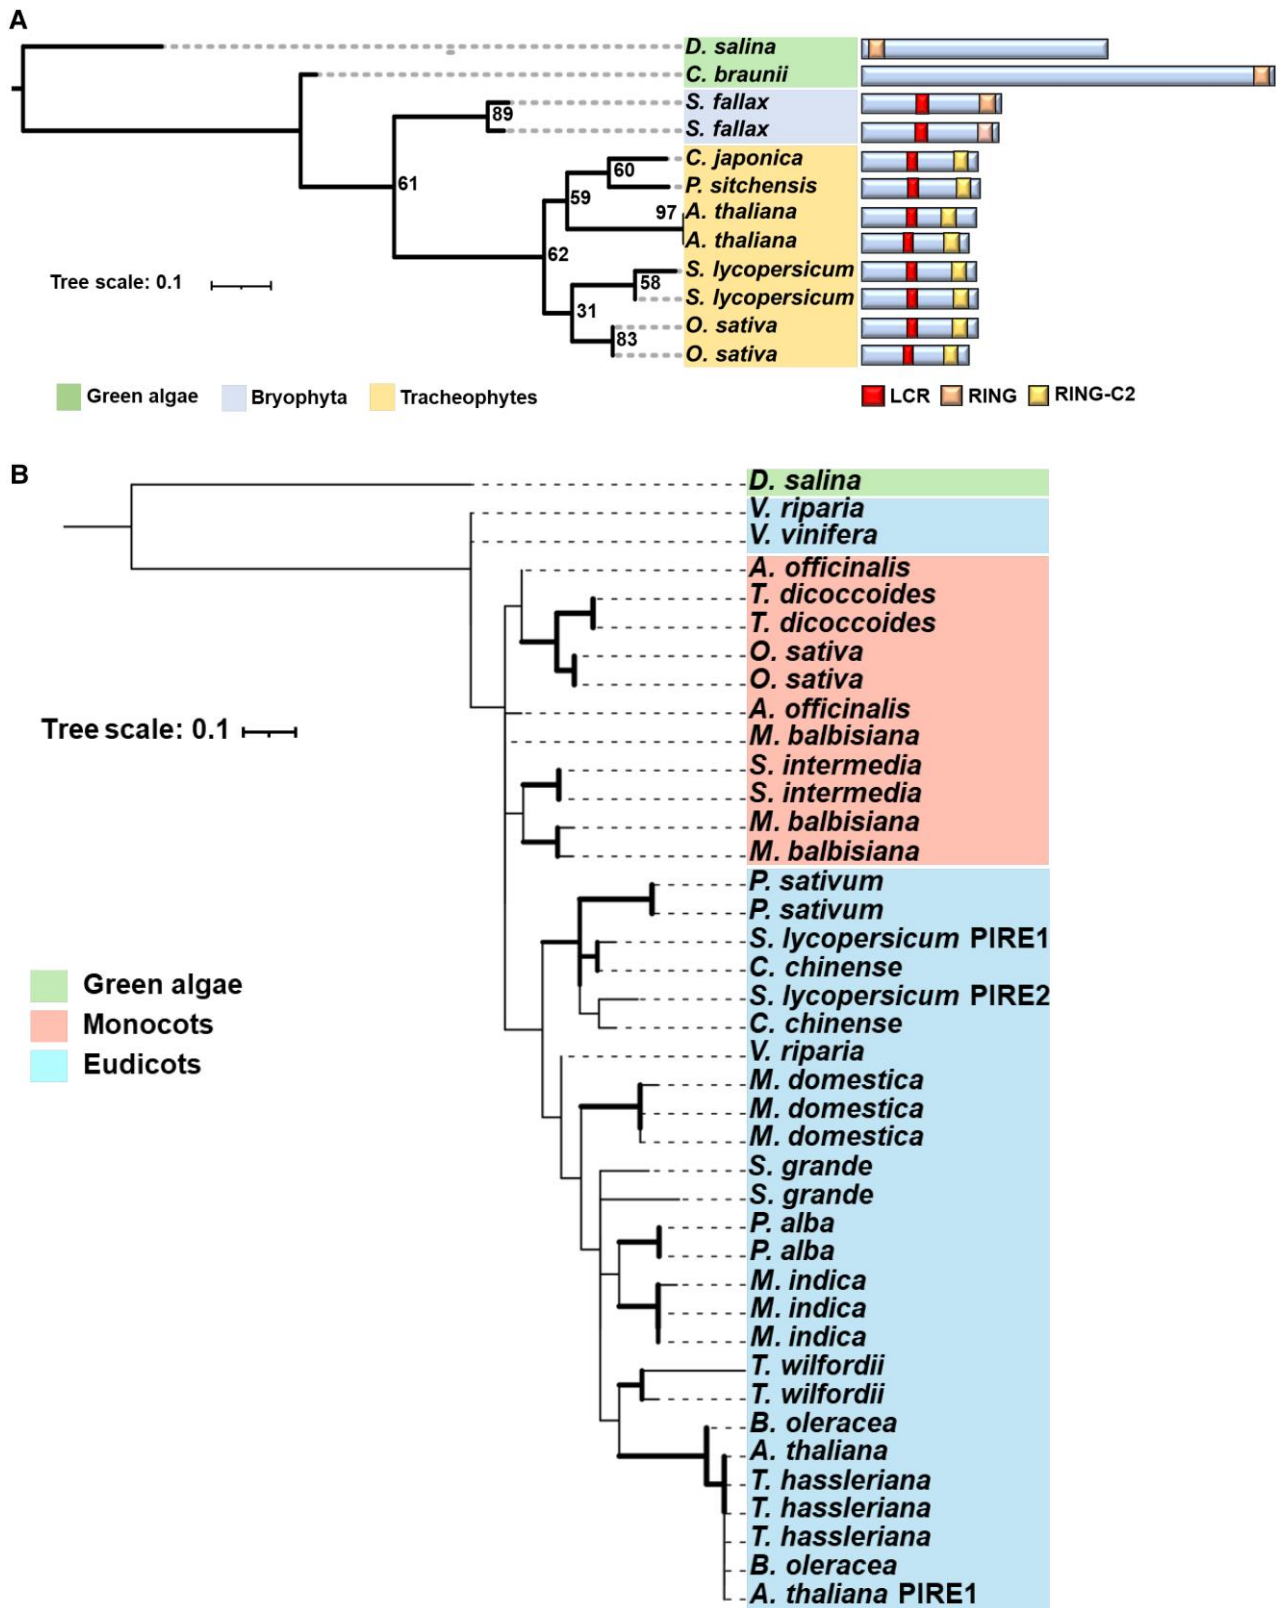 A
D. salina
C. braunii
S. fallax
89
S. fallax
C. japonica
60
P. sitchensis
61
59
97 A. thaliana
A. thaliana
62
S. lycopersicum
Tree scale: 0.1
58
S. lycopersicum
31
O. sativa
83
O. sativa
Green algae Bryophyta Tracheophytes LCR RING RING-C2
B
D. salina
V. riparia
V. vinifera
A. officinalis
T. dicoccoides
T. dicoccoides
O. sativa
O. sativa
A. officinalis
Tree scale: 0.1
M. balbisiana
S. intermedia
S. intermedia
M. balbisiana
M. balbisiana
P. sativum
P. sativum
S. lycopersicum PIRE1
C. chinense
Green algae
S. lycopersicum PIRE2
Monocots
C. chinense
V. riparia
Eudicots
M. domestica
M. domestica
M. domestica
S. grande
S. grande
P. alba
P. alba
M. indica
M. indica
M. indica
T. wilfordii
T. wilfordii
B. oleracea
A. thaliana
T. hassleriana
T. hassleriana
T. hassleriana
B. oleracea
A. thaliana PIRE1